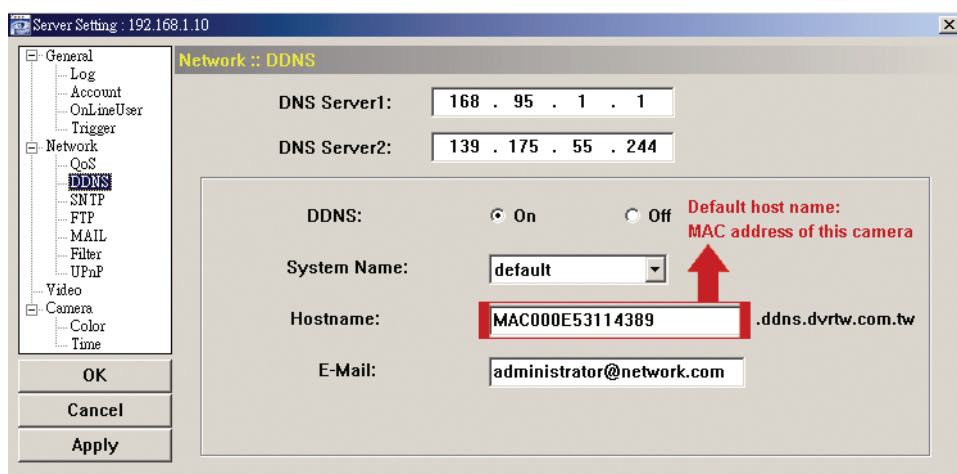 Server Setting : 192.168.1.10
General
Log
Account
OnLineUser
Trigger
Network
QoS
DDNS
SNTP
FTP
MAIL
Filter
UPnP
Video
Camera
Color
Time
OK
Cancel
Apply
Network :: DDNS
DNS Server1: 168 . 95 . 1 . 1
DNS Server2: 139 . 175 . 55 . 244
DDNS: On Off
Default host name:
MAC address of this camera
System Name: default
Hostname: MAC000E53114389 .ddns.dvrtw.com.tw
E-Mail: administrator@network.com